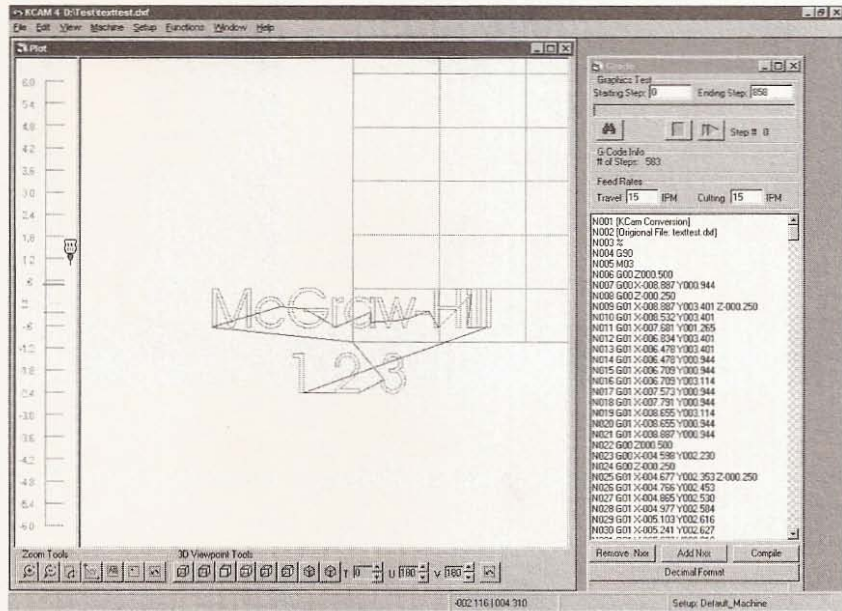 KCAM 4 D:\Test\texttest.dxf
File Edit View Machine Setup Functions Window Help
Plot
6.0
5.4
4.8
4.2
3.6
3.0
2.4
1.8
1.2
.6
-.6
-1.2
-1.8
-2.4
-3.0
-3.6
-4.2
-4.8
-5.4
-6.0
McGraw Hill
123
Zoom Tools
3D Viewpoint Tools
T 0 U 180 V 180
Gcode
Graphics Test
Starting Step: 0 Ending Step: 858
Step # 0
G-Code Info
# of Steps: 583
Feed Rates
Travel 15 IPM Cutting 15 IPM
N001 [KCam Conversion]
N002 [Origional File: texttest.dxf]
N003 %
N004 G90
N005 M03
N006 G00 Z000.500
N007 G00 X-008.887 Y000.944
N008 G00 Z-000.250
N009 G01 X-008.887 Y003.401 Z-000.250
N010 G01 X-008.532 Y003.401
N011 G01 X-007.681 Y001.265
N012 G01 X-006.834 Y003.401
N013 G01 X-006.478 Y003.401
N014 G01 X-006.478 Y000.944
N015 G01 X-006.709 Y000.944
N016 G01 X-006.709 Y003.114
N017 G01 X-007.573 Y000.944
N018 G01 X-007.791 Y000.944
N019 G01 X-008.655 Y003.114
N020 G01 X-008.655 Y000.944
N021 G01 X-008.887 Y000.944
N022 G00 Z000.500
N023 G00 X-004.598 Y002.230
N024 G00 Z-000.250
N025 G01 X-004.677 Y002.353 Z-000.250
N026 G01 X-004.766 Y002.453
N027 G01 X-004.865 Y002.530
N028 G01 X-004.977 Y002.584
N029 G01 X-005.103 Y002.616
N030 G01 X-005.241 Y002.627
Remove Nxx Add Nxx Compile
Decimal Format
-002.116 | 004.310 Setup: Default_Machine